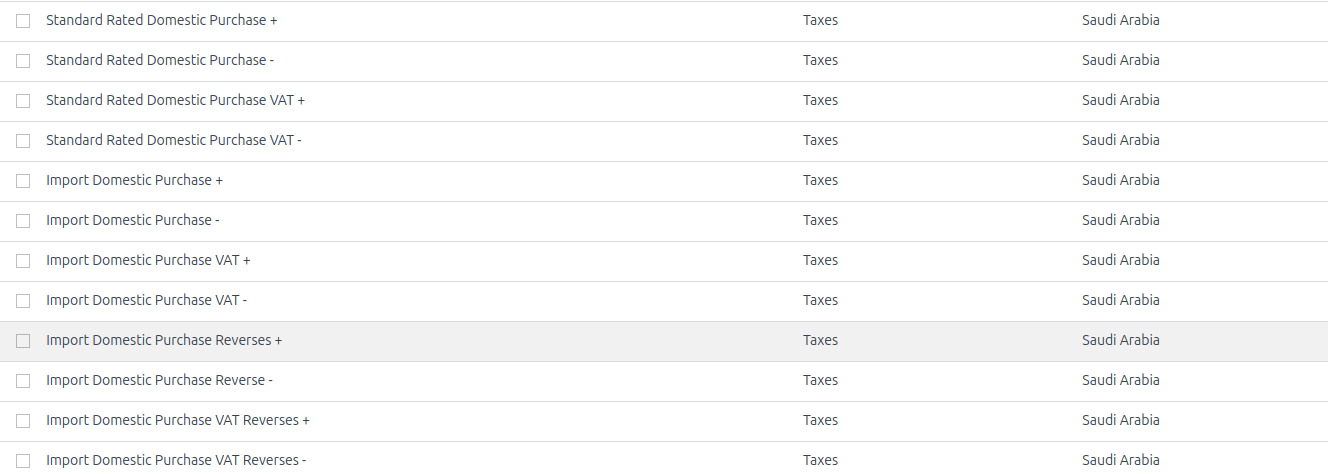 Standard Rated Domestic Purchase + Taxes Saudi Arabia
Standard Rated Domestic Purchase - Taxes Saudi Arabia
Standard Rated Domestic Purchase VAT + Taxes Saudi Arabia
Standard Rated Domestic Purchase VAT - Taxes Saudi Arabia
Import Domestic Purchase + Taxes Saudi Arabia
Import Domestic Purchase - Taxes Saudi Arabia
Import Domestic Purchase VAT + Taxes Saudi Arabia
Import Domestic Purchase VAT - Taxes Saudi Arabia
Import Domestic Purchase Reverses + Taxes Saudi Arabia
Import Domestic Purchase Reverse - Taxes Saudi Arabia
Import Domestic Purchase VAT Reverses + Taxes Saudi Arabia
Import Domestic Purchase VAT Reverses - Taxes Saudi Arabia